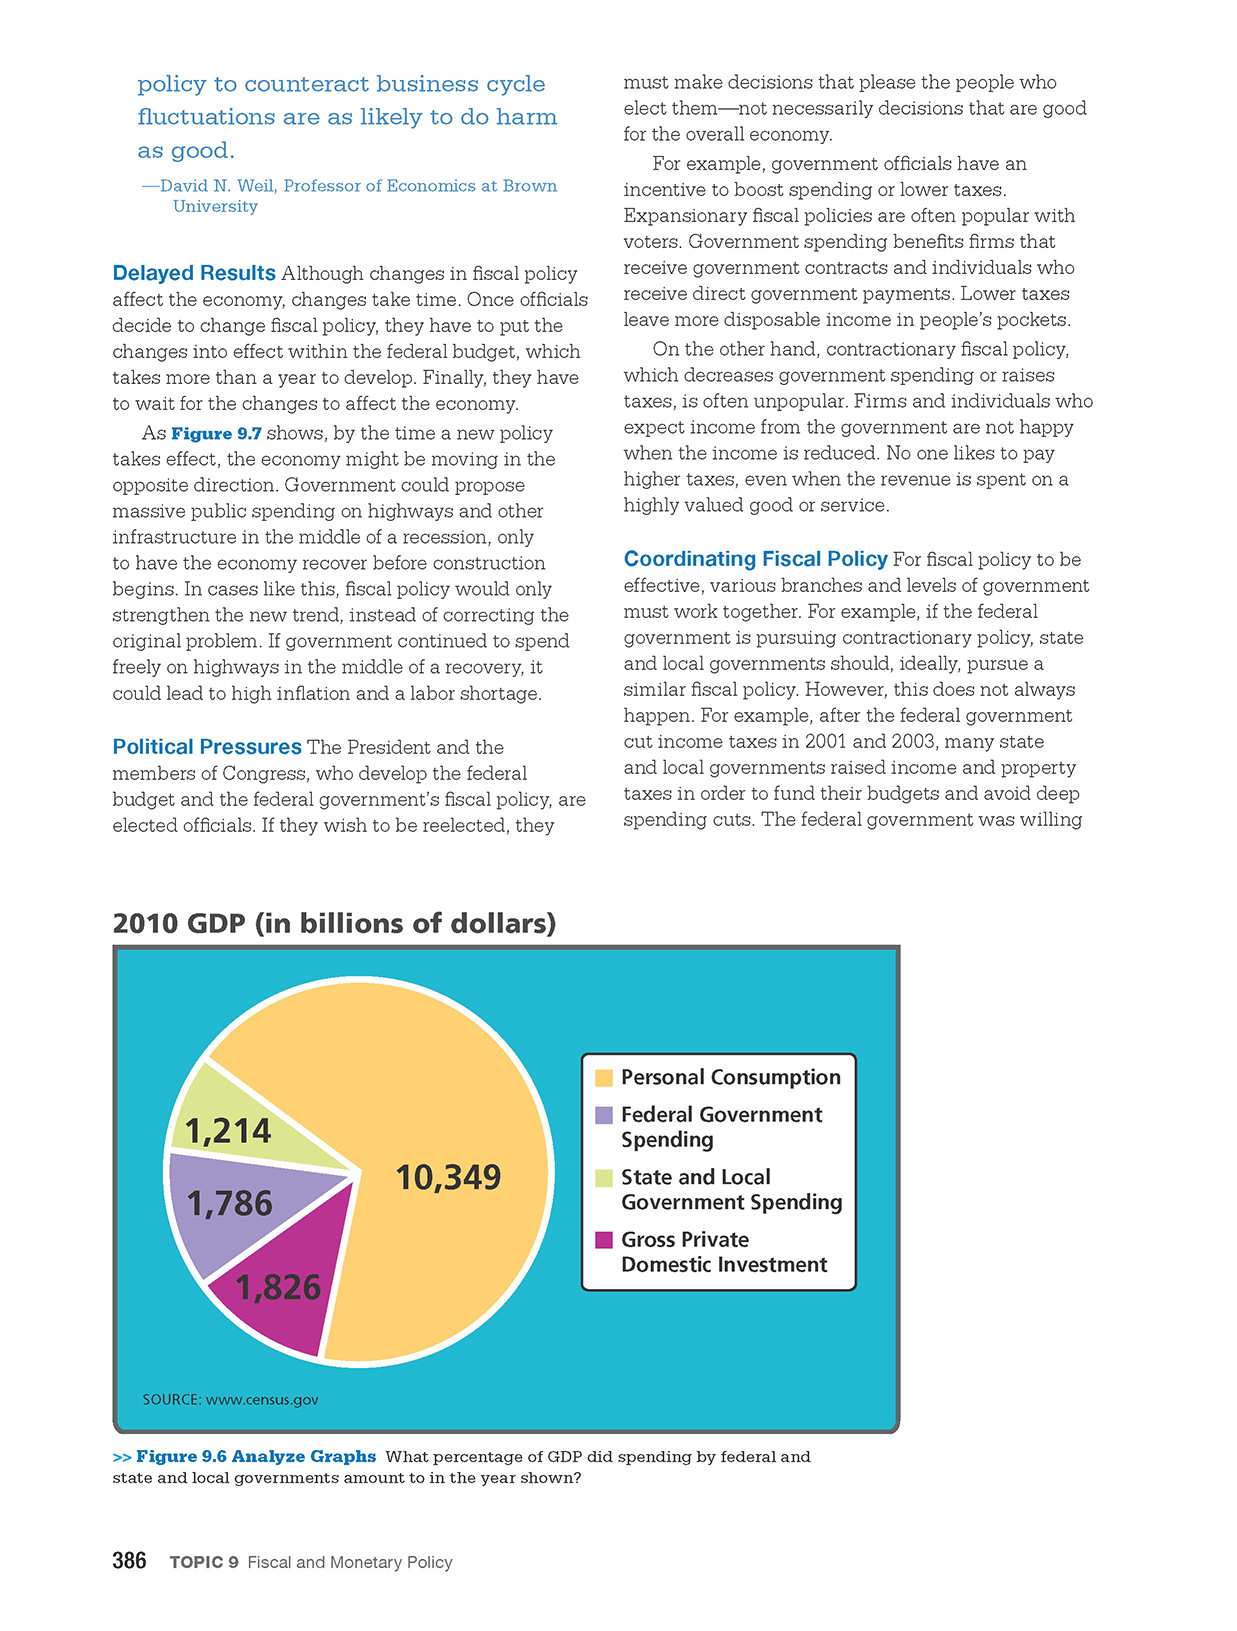 policy to counteract business cycle
fluctuations are as likely to do harm
as good.
—David N. Weil, Professor of Economics at Brown
University
Delayed Results Although changes in fiscal policy
affect the economy, changes take time. Once officials
decide to change fiscal policy, they have to put the
changes into effect within the federal budget, which
takes more than a year to develop. Finally, they have
to wait for the changes to affect the economy.
As Figure 9.7 shows, by the time a new policy
takes effect, the economy might be moving in the
opposite direction. Government could propose
massive public spending on highways and other
infrastructure in the middle of a recession, only
to have the economy recover before construction
begins. In cases like this, fiscal policy would only
strengthen the new trend, instead of correcting the
original problem. If government continued to spend
freely on highways in the middle of a recovery, it
could lead to high inflation and a labor shortage.
Political Pressures The President and the
members of Congress, who develop the federal
budget and the federal government's fiscal policy, are
elected officials. If they wish to be reelected, they
must make decisions that please the people who
elect them—not necessarily decisions that are good
for the overall economy.
For example, government officials have an
incentive to boost spending or lower taxes.
Expansionary fiscal policies are often popular with
voters. Government spending benefits firms that
receive government contracts and individuals who
receive direct government payments. Lower taxes
leave more disposable income in people's pockets.
On the other hand, contractionary fiscal policy,
which decreases government spending or raises
taxes, is often unpopular. Firms and individuals who
expect income from the government are not happy
when the income is reduced. No one likes to pay
higher taxes, even when the revenue is spent on a
highly valued good or service.
Coordinating Fiscal Policy For fiscal policy to be
effective, various branches and levels of government
must work together. For example, if the federal
government is pursuing contractionary policy, state
and local governments should, ideally, pursue a
similar fiscal policy. However, this does not always
happen. For example, after the federal government
cut income taxes in 2001 and 2003, many state
and local governments raised income and property
taxes in order to fund their budgets and avoid deep
spending cuts. The federal government was willing
2010 GDP (in billions of dollars)
1,214
10,349
1,786
1,826
Personal Consumption
Federal Government
Spending
State and Local
Government Spending
Gross Private
Domestic Investment
SOURCE: www.census.gov
>> Figure 9.6 Analyze Graphs What percentage of GDP did spending by federal and
state and local governments amount to in the year shown?
386 TOPIC 9 Fiscal and Monetary Policy